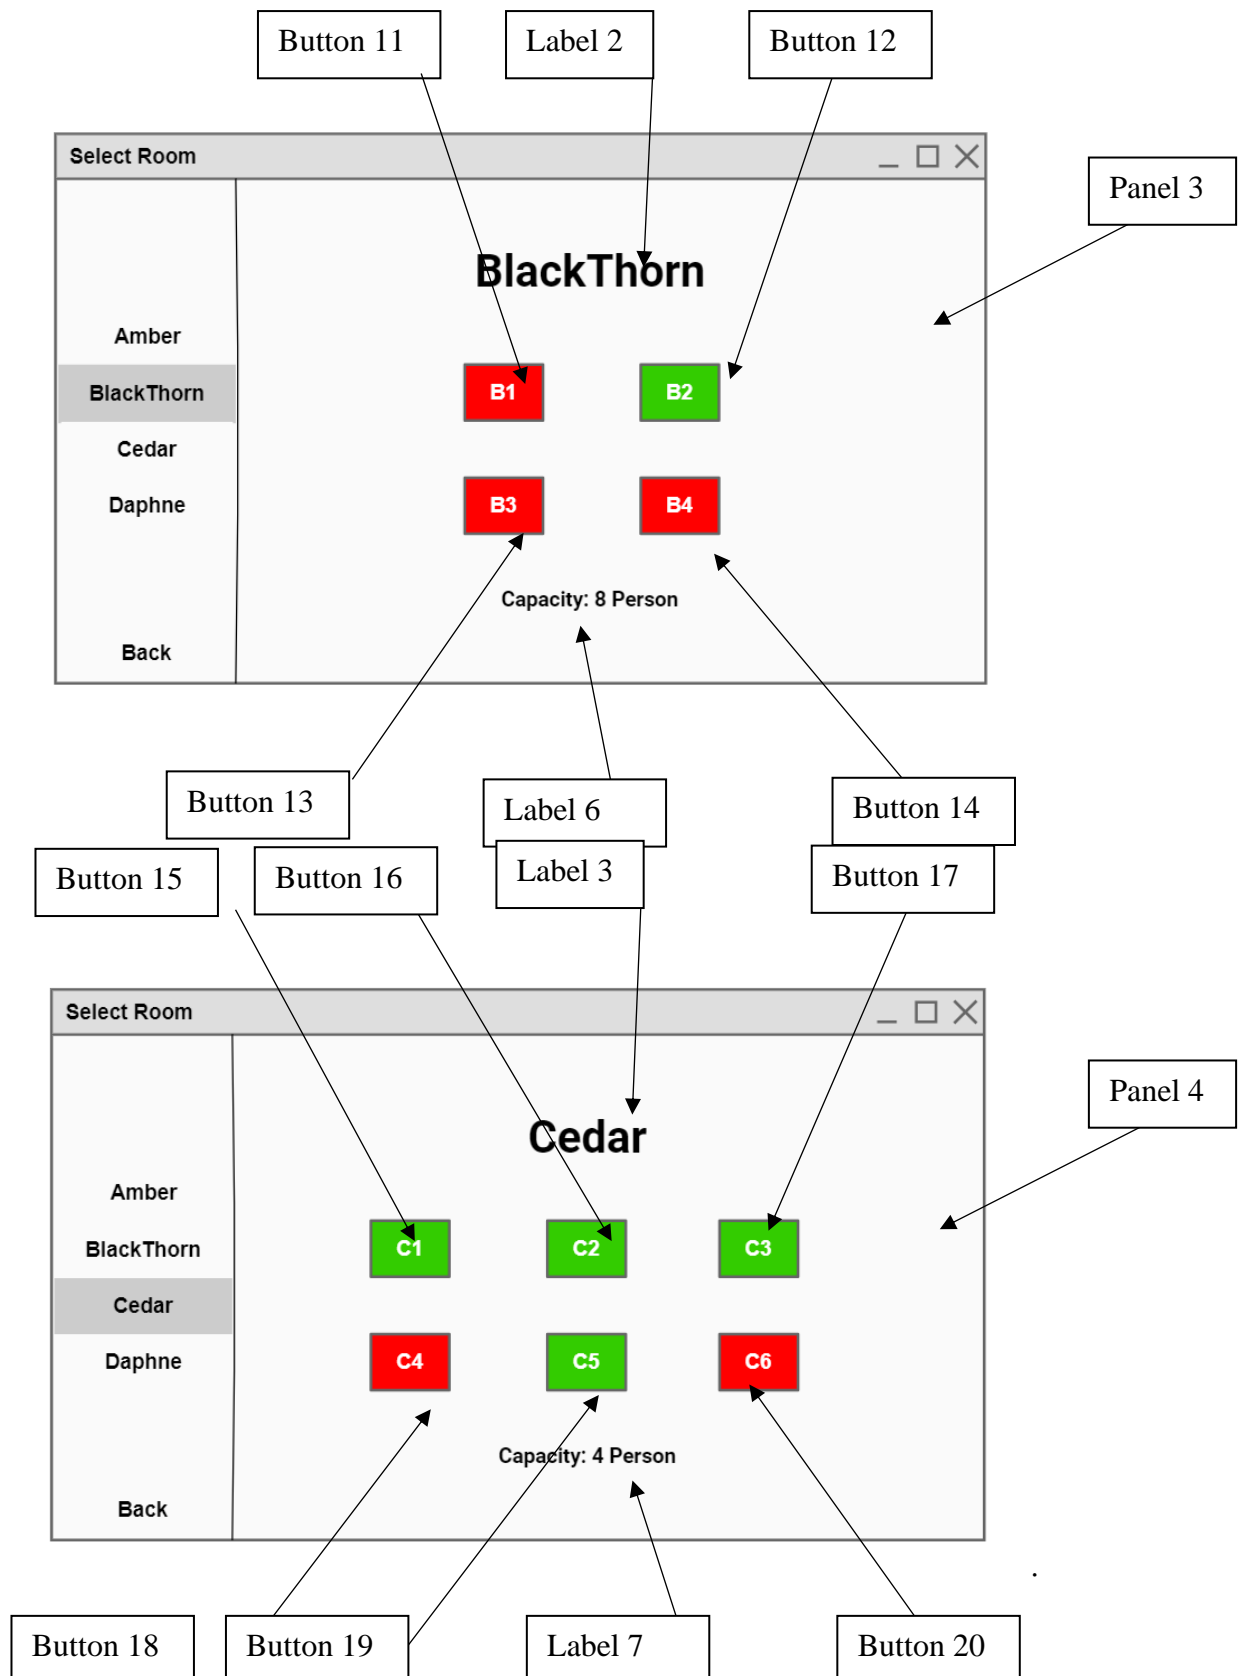 Button 11
Label 2
Button 12
Select Room
Panel 3
BlackThorn
Amber
BlackThorn
B1
B2
Cedar
Daphne
B3
B4
Capacity: 8 Person
Back
Button 13
Label 6
Button 14
Button 15
Button 16
Label 3
Button 17
Select Room
Panel 4
Cedar
Amber
BlackThorn
C1
C2
C3
Cedar
Daphne
C4
C5
C6
Capacity: 4 Person
Back
.
Button 18
Button 19
Label 7
Button 20